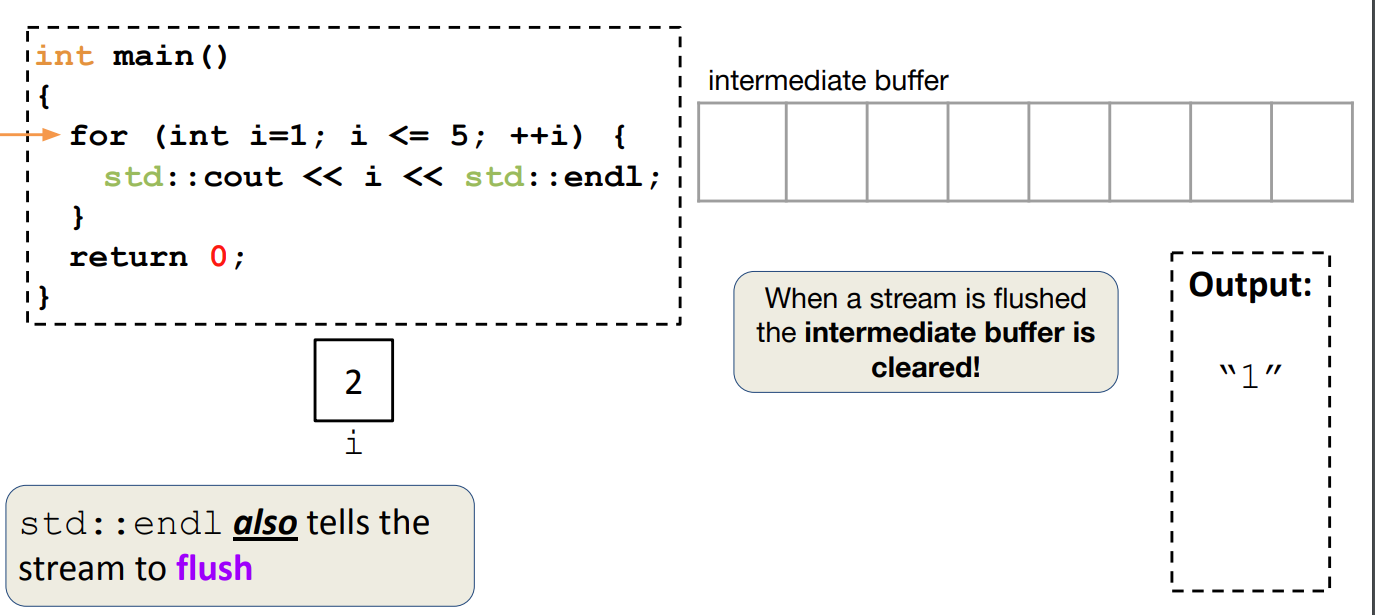 int main()
{
for (int i=1; i <= 5; ++i) {
std::cout << i << std::endl;
}
return 0;
}
intermediate buffer
When a stream is flushed
the intermediate buffer is
cleared!
Output:
“1”
2
i
std::endl also tells the
stream to flush